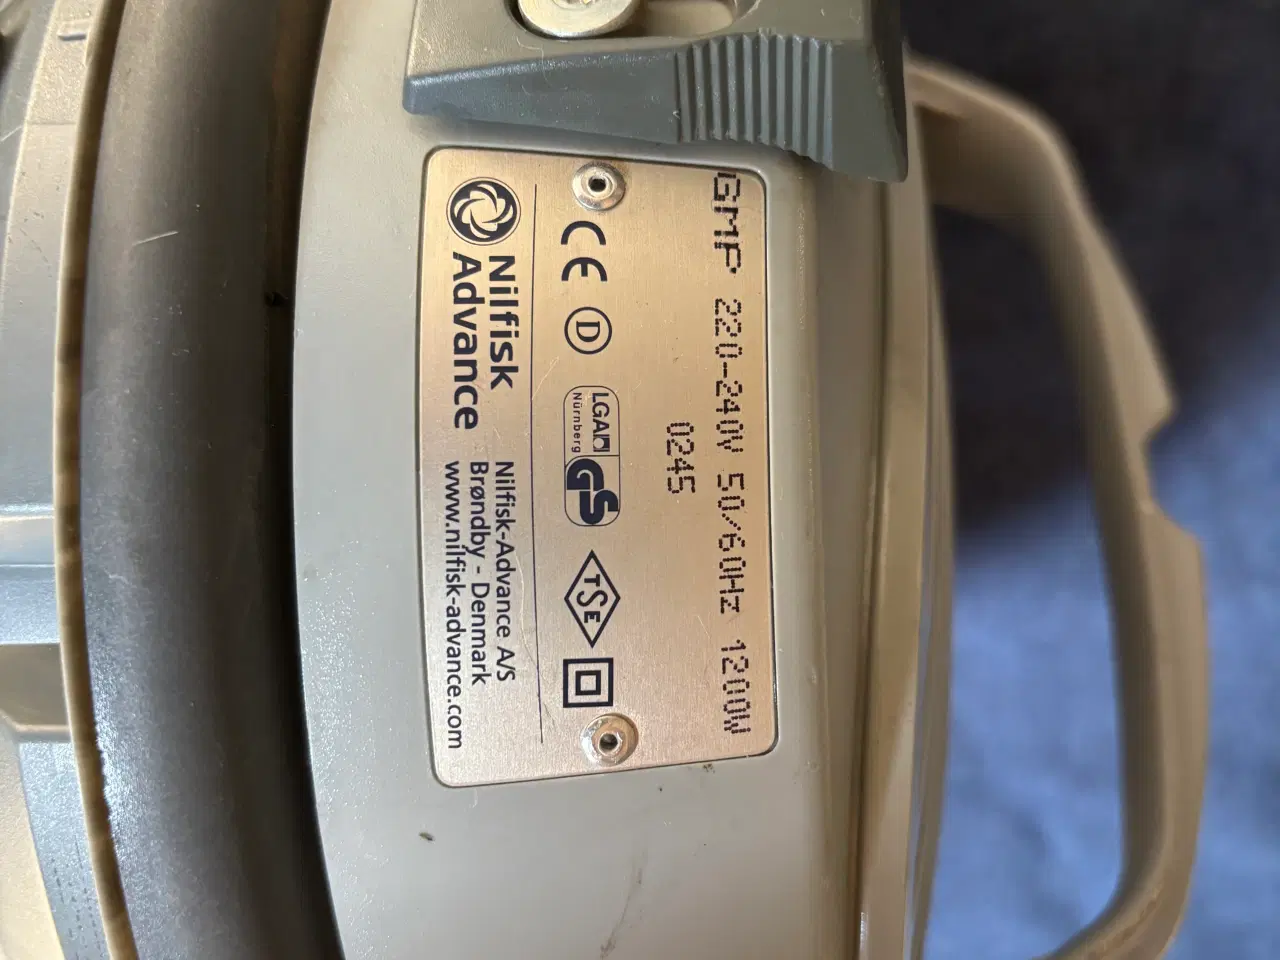 GMP 220-240V 50/60Hz 1200W
0245
CE D LGA Nürnberg GS TSE
Nilfisk
Advance
Nilfisk-Advance A/S
Brøndby - Denmark
www.nilfisk-advance.com